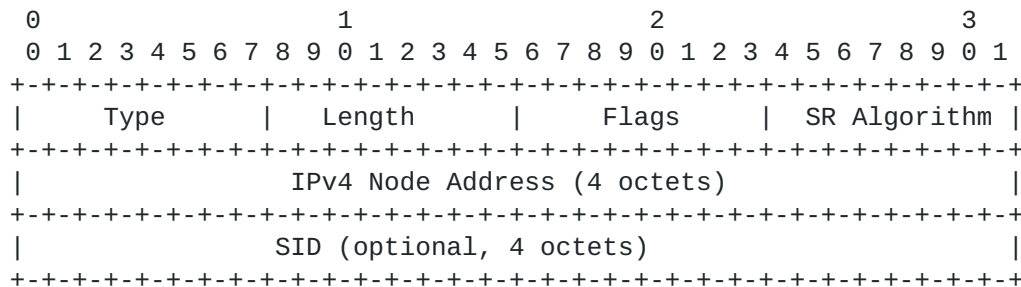 0                   1                   2                   3
 0 1 2 3 4 5 6 7 8 9 0 1 2 3 4 5 6 7 8 9 0 1 2 3 4 5 6 7 8 9 0 1
+-+-+-+-+-+-+-+-+-+-+-+-+-+-+-+-+-+-+-+-+-+-+-+-+-+-+-+-+-+-+-+-+
|     Type      |   Length      |     Flags     |  SR Algorithm |
+-+-+-+-+-+-+-+-+-+-+-+-+-+-+-+-+-+-+-+-+-+-+-+-+-+-+-+-+-+-+-+-+
|                 IPv4 Node Address (4 octets)                  |
+-+-+-+-+-+-+-+-+-+-+-+-+-+-+-+-+-+-+-+-+-+-+-+-+-+-+-+-+-+-+-+-+
|                SID (optional, 4 octets)                       |
+-+-+-+-+-+-+-+-+-+-+-+-+-+-+-+-+-+-+-+-+-+-+-+-+-+-+-+-+-+-+-+-+